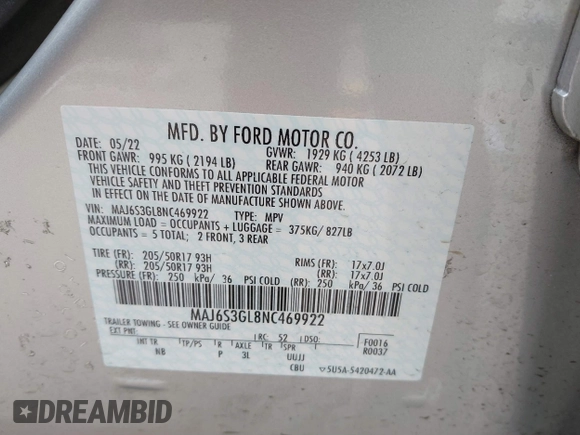 MFD. BY FORD MOTOR CO.
DATE: 05/22 GVWR: 1929 KG ( 4253 LB)
FRONT GAWR: 995 KG ( 2194 LB) REAR GAWR: 940 KG ( 2072 LB)
THIS VEHICLE CONFORMS TO ALL APPLICABLE FEDERAL MOTOR
VEHICLE SAFETY AND THEFT PREVENTION STANDARDS
IN EFFECT ON THE DATE OF MANUFACTURE SHOWN ABOVE.
VIN: MAJ6S3GL8NC469922 TYPE: MPV
MAXIMUM LOAD = OCCUPANTS + LUGGAGE = 375KG/ 827LB
OCCUPANTS = 5 TOTAL; 2 FRONT, 3 REAR
TIRE (FR): 205/50R17 93H RIMS (FR): 17x7.0J
(RR): 205/50R17 93H (RR): 17x7.0J
PRESSURE (FR): 250 kPa/ 36 PSI COLD (RR): 250 kPa/ 36 PSI COLD
MAJ6S3GL8NC469922
TRAILER TOWING - SEE OWNER GUIDE
EXT PNT: RC: 52 DSO: F0016
INT TR TP/PS R AXLE TR SPR R0037
NB P 3L UUJJ
CBU 5U5A-5420472-AA
DREAMBID